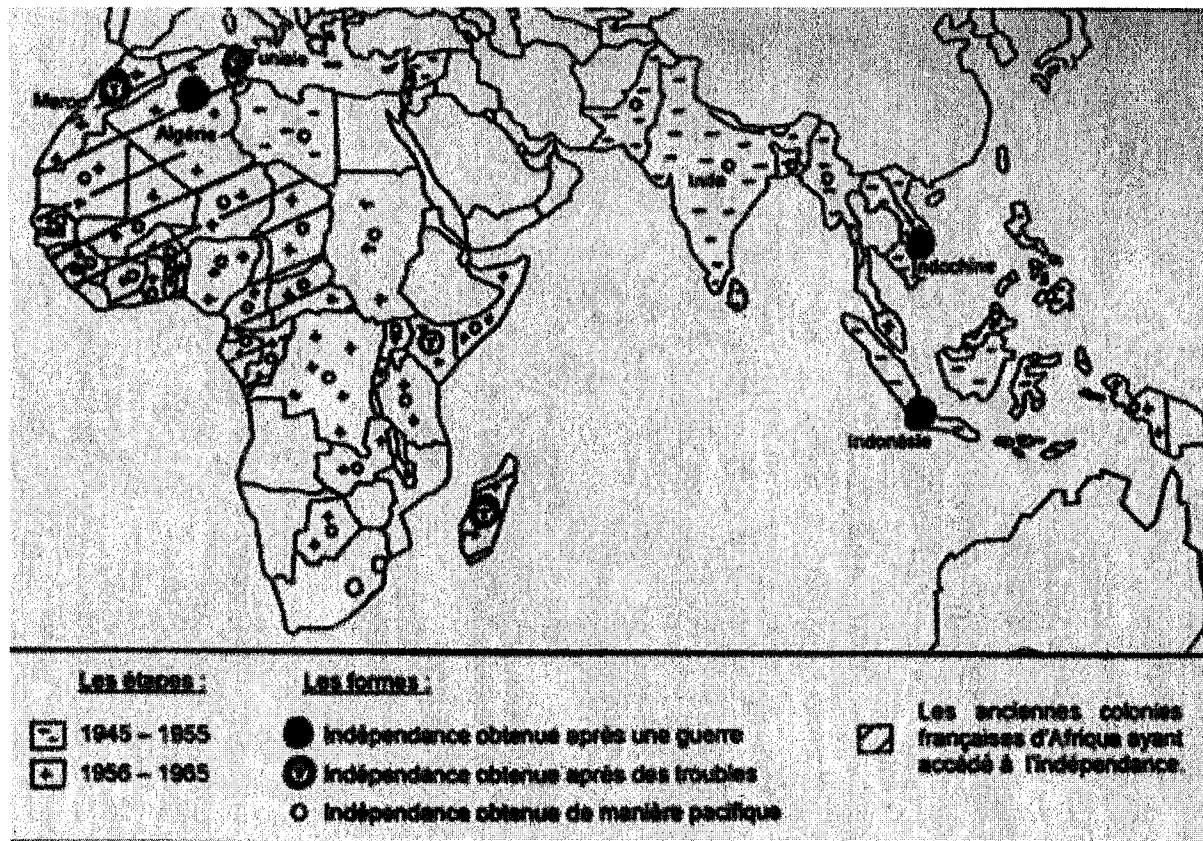 Maroc
Tunisie
Algérie
Inde
Indochine
Indonésie
Les étapes :
1945 – 1955
1956 – 1965
Les formes :
Indépendance obtenue après une guerre
Indépendance obtenue après des troubles
Indépendance obtenue de manière pacifique
Les anciennes colonies
françaises d'Afrique ayant
accédé à l'indépendance.